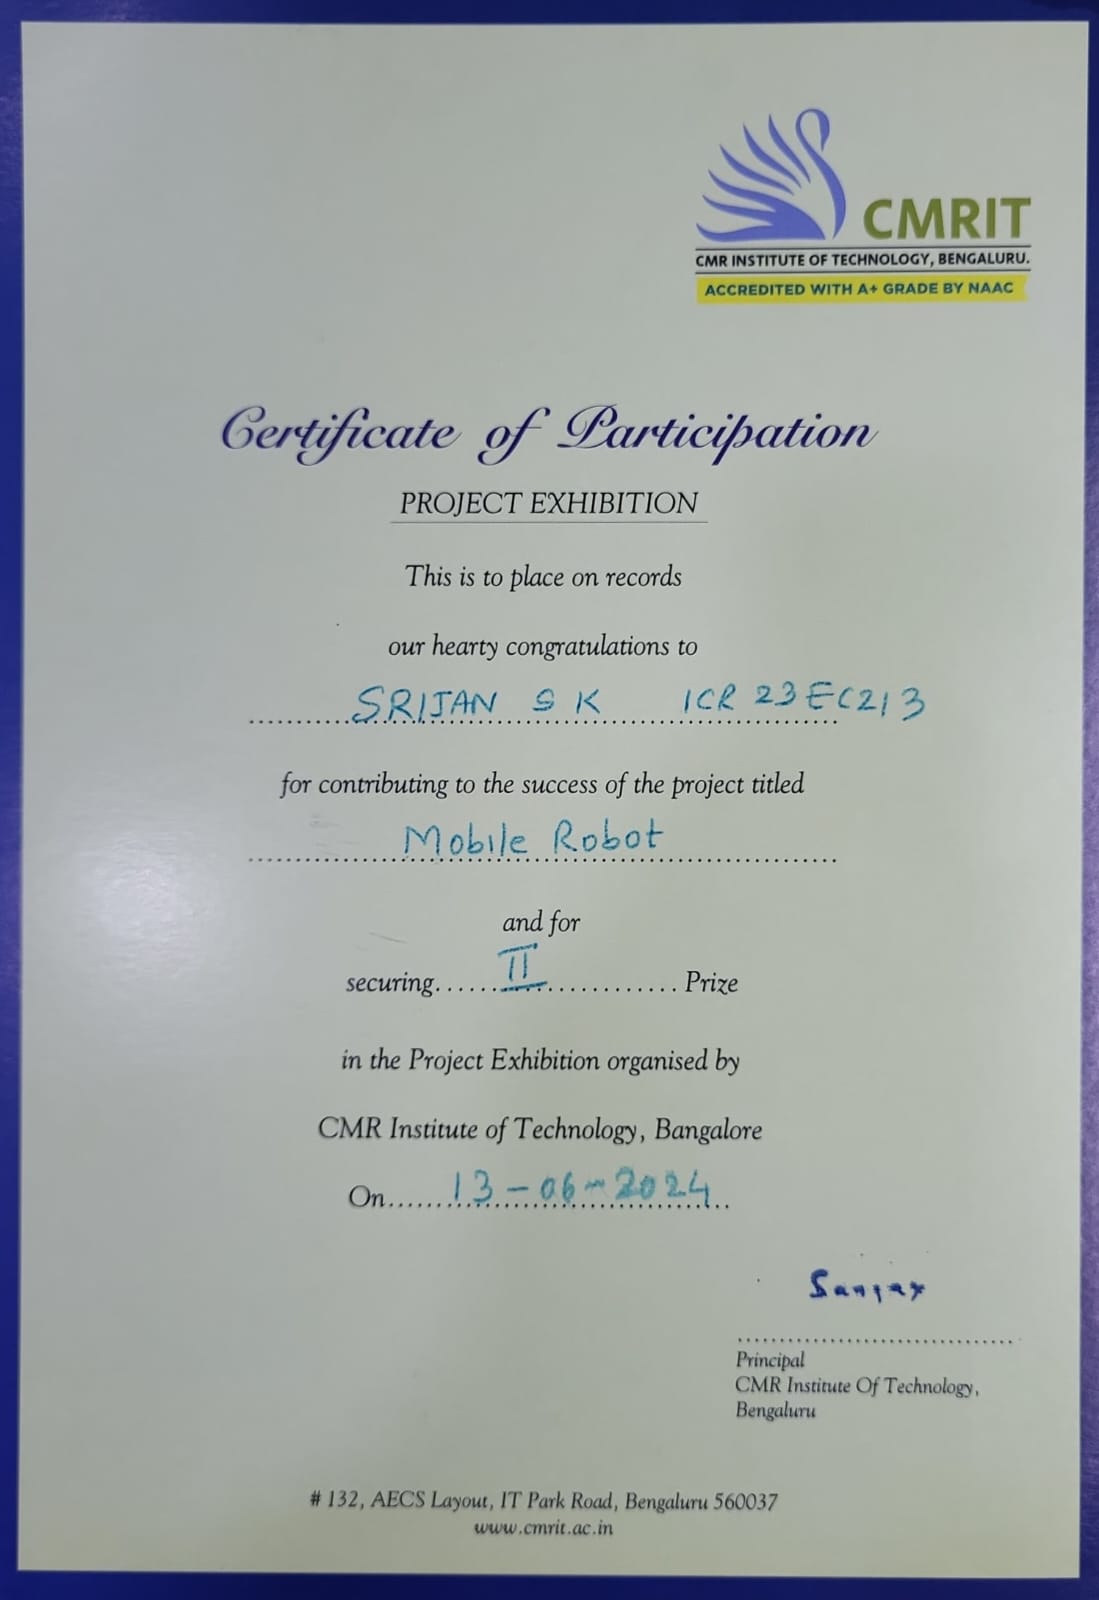 CMRIT
CMR INSTITUTE OF TECHNOLOGY, BENGALURU.
ACCREDITED WITH A+ GRADE BY NAAC
Certificate of Participation
PROJECT EXHIBITION
This is to place on records
our hearty congratulations to
SRIJAN S K 1CR 23EC213
for contributing to the success of the project titled
Mobile Robot
and for
securing......II.............. Prize
in the Project Exhibition organised by
CMR Institute of Technology, Bangalore
On......13-06-2024..
Sanjay
Principal
CMR Institute Of Technology,
Bengaluru
# 132, AECS Layout, IT Park Road, Bengaluru 560037
www.cmrit.ac.in